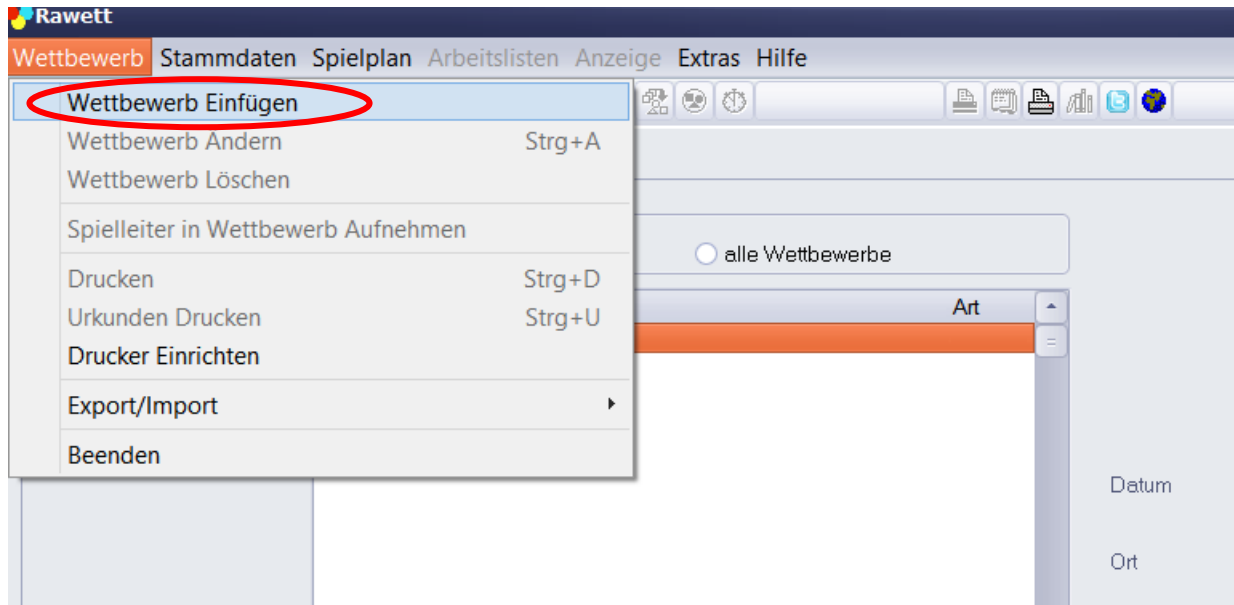 Rawett
Wettbewerb Stammdaten Spielplan Arbeitslisten Anzeige Extras Hilfe
Wettbewerb Einfügen
Wettbewerb Ändern Strg+A
Wettbewerb Löschen
Spielleiter in Wettbewerb Aufnehmen
alle Wettbewerbe
Drucken Strg+D
Urkunden Drucken Strg+U
Art
Drucker Einrichten
Export/Import
Beenden
Datum
Ort